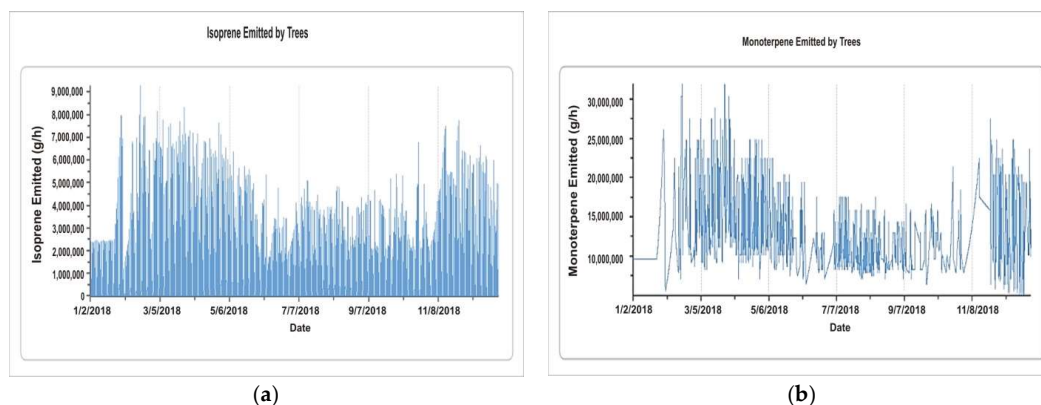 Isoprene Emitted by Trees
Isoprene Emitted (g/h)
9,000,000
8,000,000
7,000,000
6,000,000
5,000,000
4,000,000
3,000,000
2,000,000
1,000,000
0
1/2/2018 3/5/2018 5/6/2018 7/7/2018 9/7/2018 11/8/2018
Date
(a)
Monoterpene Emitted by Trees
Monoterpene Emitted (g/h)
30,000,000
25,000,000
20,000,000
15,000,000
10,000,000
1/2/2018 3/5/2018 5/6/2018 7/7/2018 9/7/2018 11/8/2018
Date
(b)